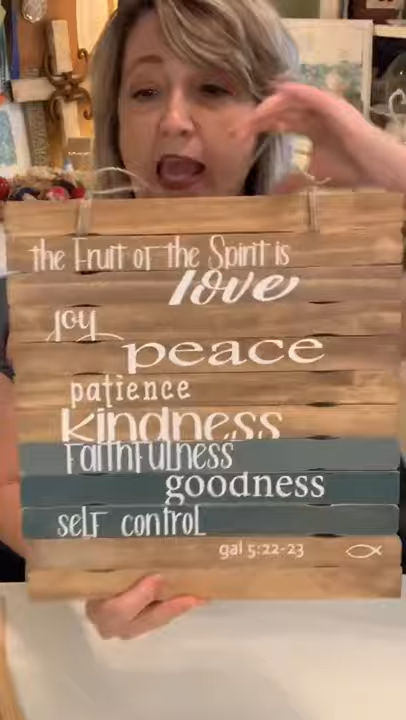 the Fruit of the Spirit is
love
joy
peace
patience
kindness
Faithfulness
goodness
self control
gal 5:22-23